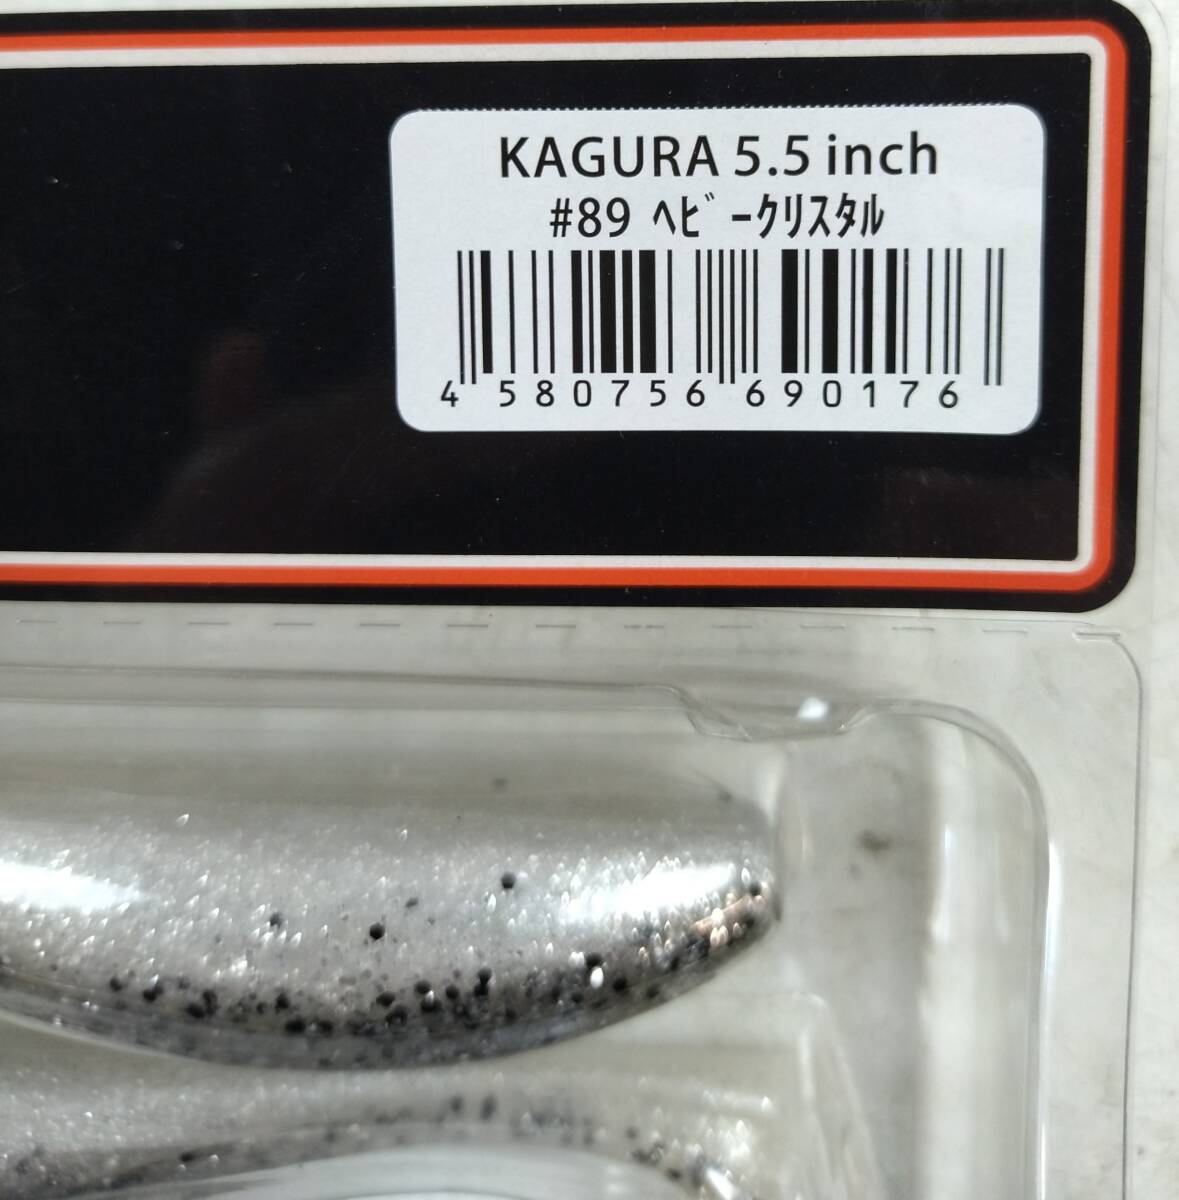 KAGURA 5.5 inch
#89 ﾍﾋﾞｰｸﾘｽﾀﾙ
4 580756 690176